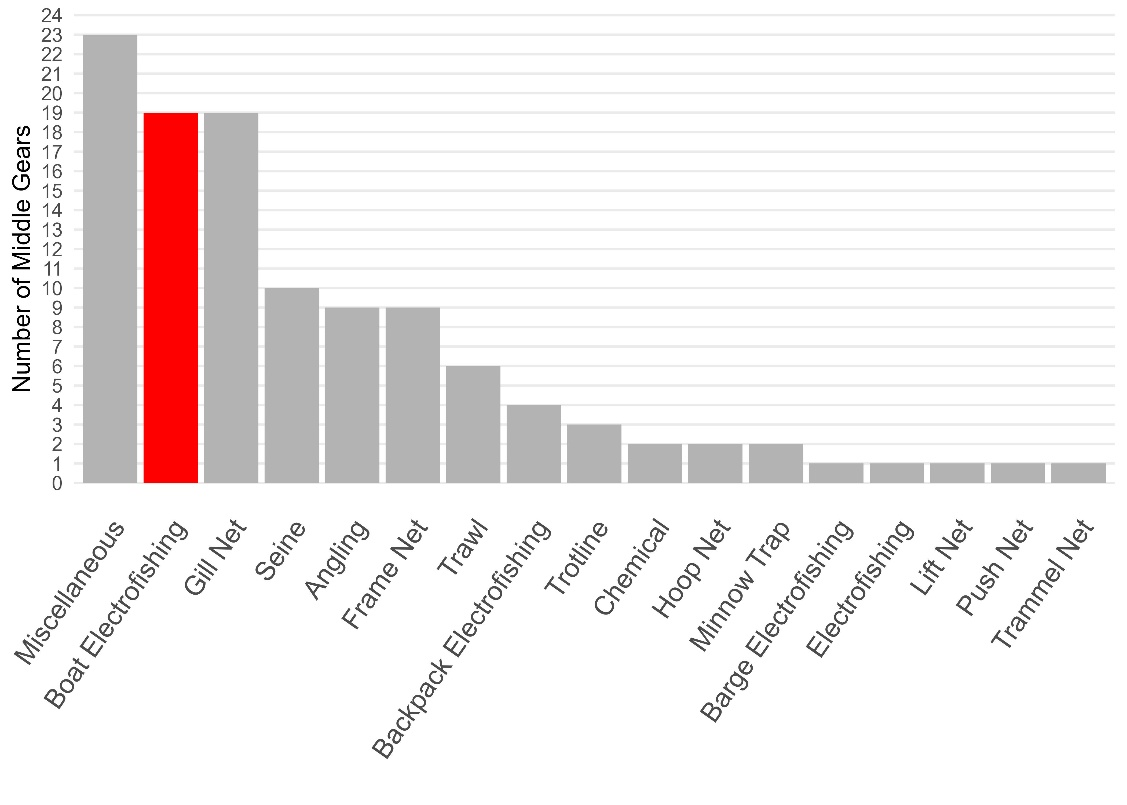 Number of Middle Gears
24
23
22
21
20
19
18
17
16
15
14
13
12
11
10
9
8
7
6
5
4
3
2
1
0
Miscellaneous
Boat Electrofishing
Gill Net
Seine
Angling
Frame Net
Trawl
Backpack Electrofishing
Trotline
Chemical
Hoop Net
Minnow Trap
Barge Electrofishing
Electrofishing
Lift Net
Push Net
Trammel Net